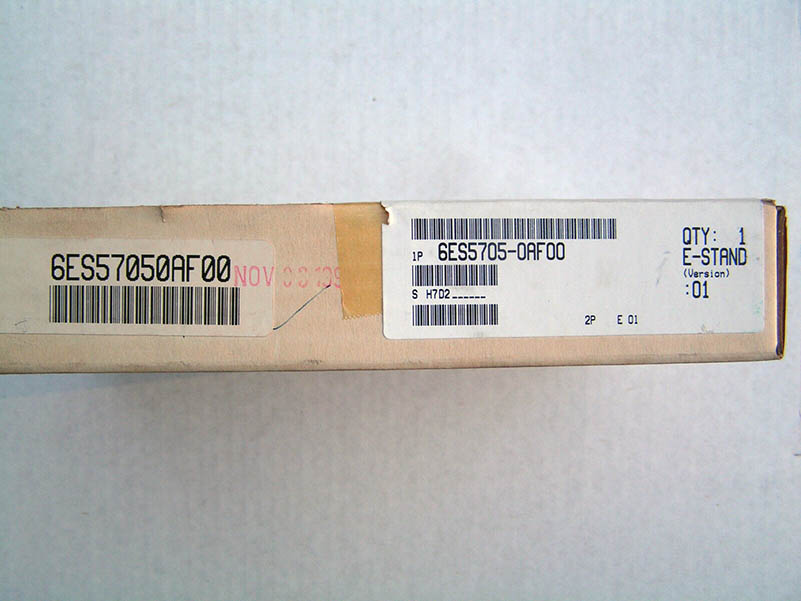 6ES57050AF00
NOV
1P 6ES5705-0AF00
S H7D2______
2P E 01
QTY: 1
E-STAND
(Version)
:01